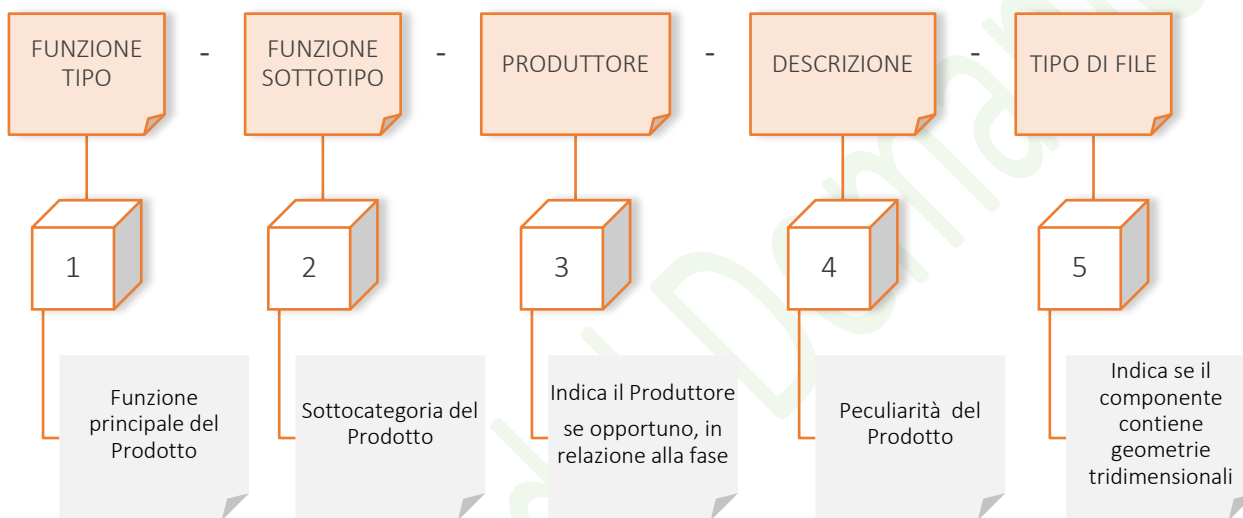 FUNZIONE
TIPO
-
FUNZIONE
SOTTOTIPO
-
PRODUTTORE
-
DESCRIZIONE
-
TIPO DI FILE
1
2
3
4
5
Funzione
principale del
Prodotto
Sottocategoria del
Prodotto
Indica il Produttore
se opportuno, in
relazione alla fase
Peculiarità del
Prodotto
Indica se il
componente
contiene
geometrie
tridimensionali